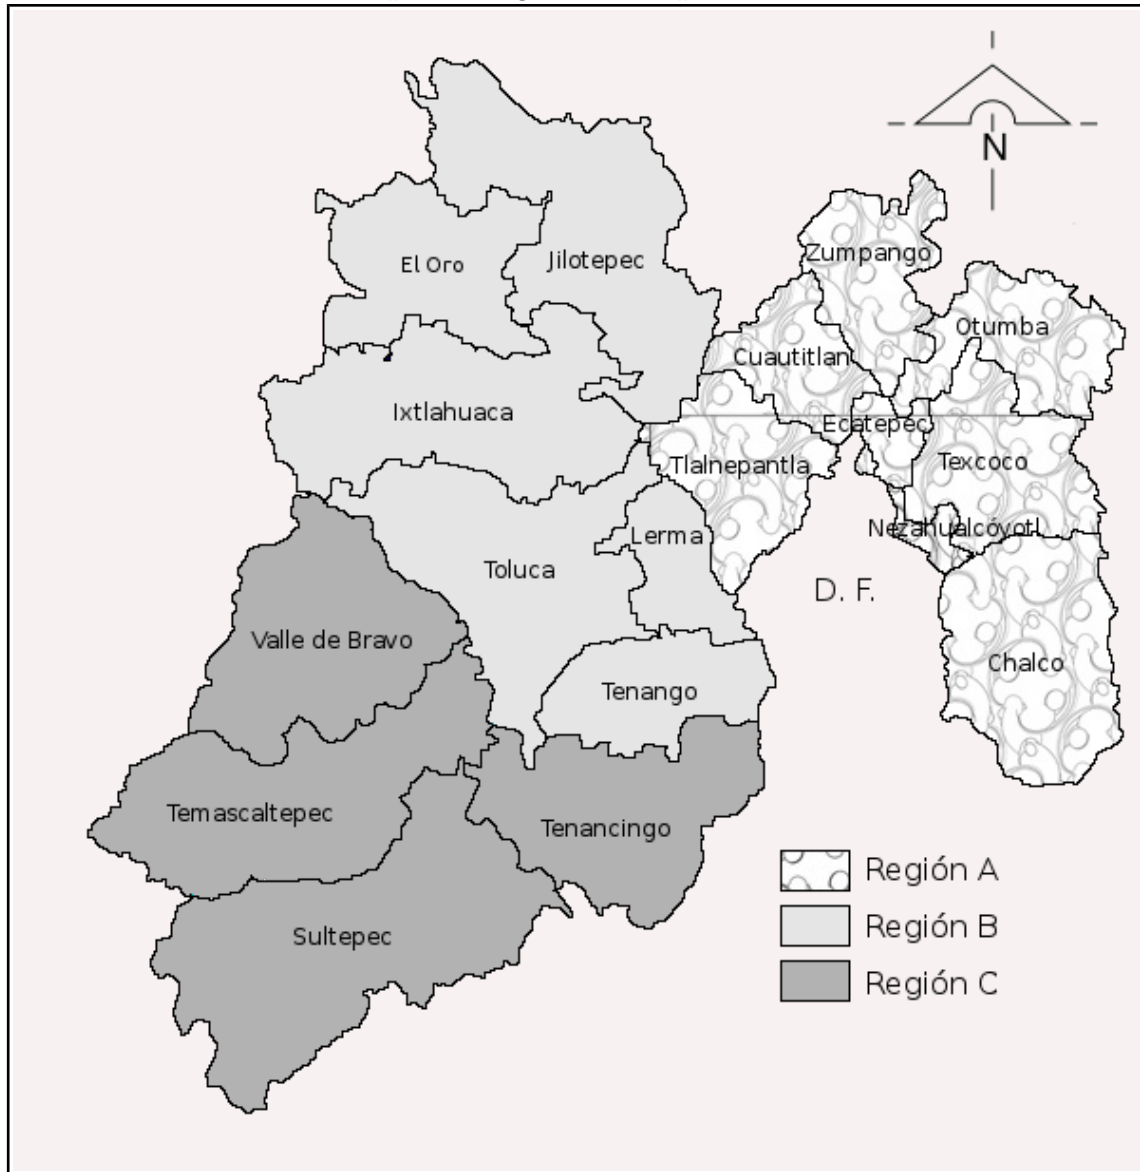 N
Zumpango
El Oro
Jilotepec
Otumba
Cuautitlan
Ixtlahuaca
Ecatepec
Tlalnepantla
Texcoco
Nezahualcóyotl
Lerma
Toluca
D. F.
Valle de Bravo
Chalco
Tenango
Temascaltepec
Tenancingo
Región A
Región B
Sultepec
Región C